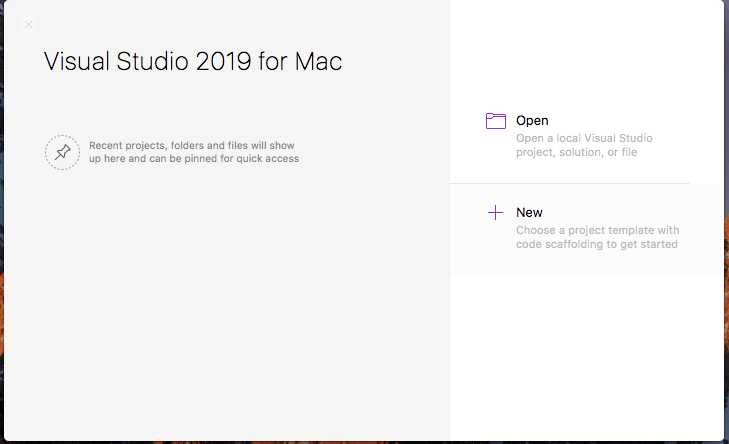 Visual Studio 2019 for Mac
Recent projects, folders and files will show
up here and can be pinned for quick access
Open
Open a local Visual Studio
project, solution, or file
New
Choose a project template with
code scaffolding to get started